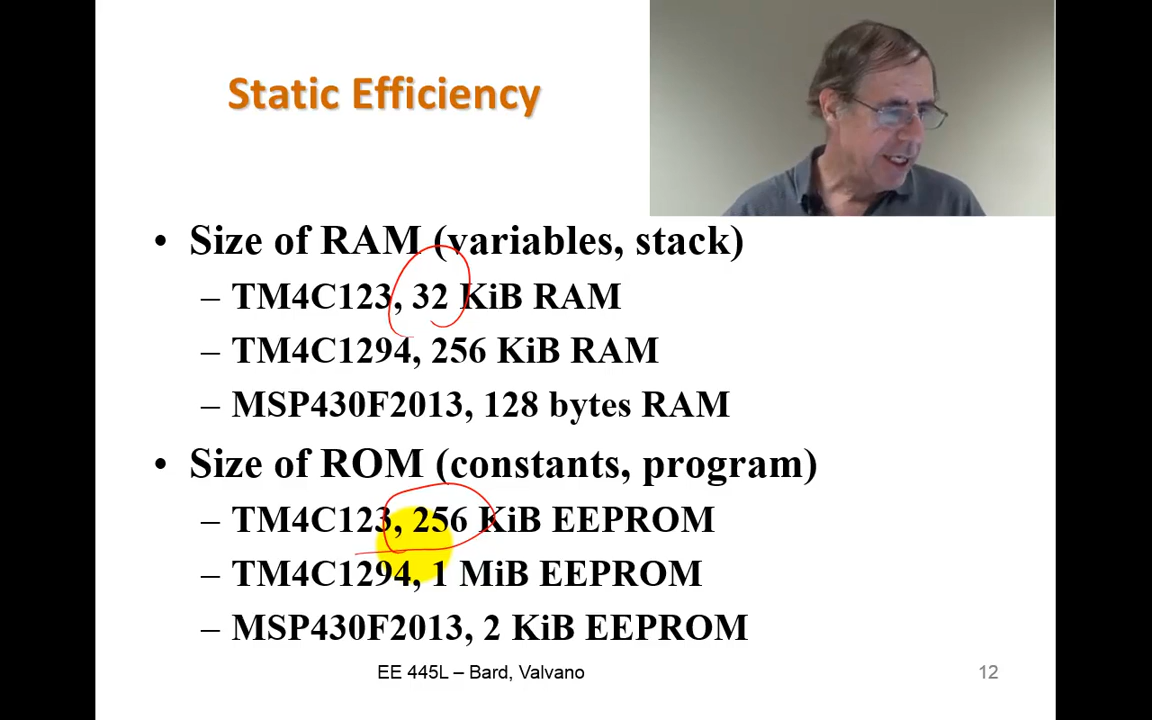 Static Efficiency
• Size of RAM (variables, stack)
– TM4C123, 32 KiB RAM
– TM4C1294, 256 KiB RAM
– MSP430F2013, 128 bytes RAM
• Size of ROM (constants, program)
– TM4C123, 256 KiB EEPROM
– TM4C1294, 1 MiB EEPROM
– MSP430F2013, 2 KiB EEPROM
EE 445L – Bard, Valvano
12